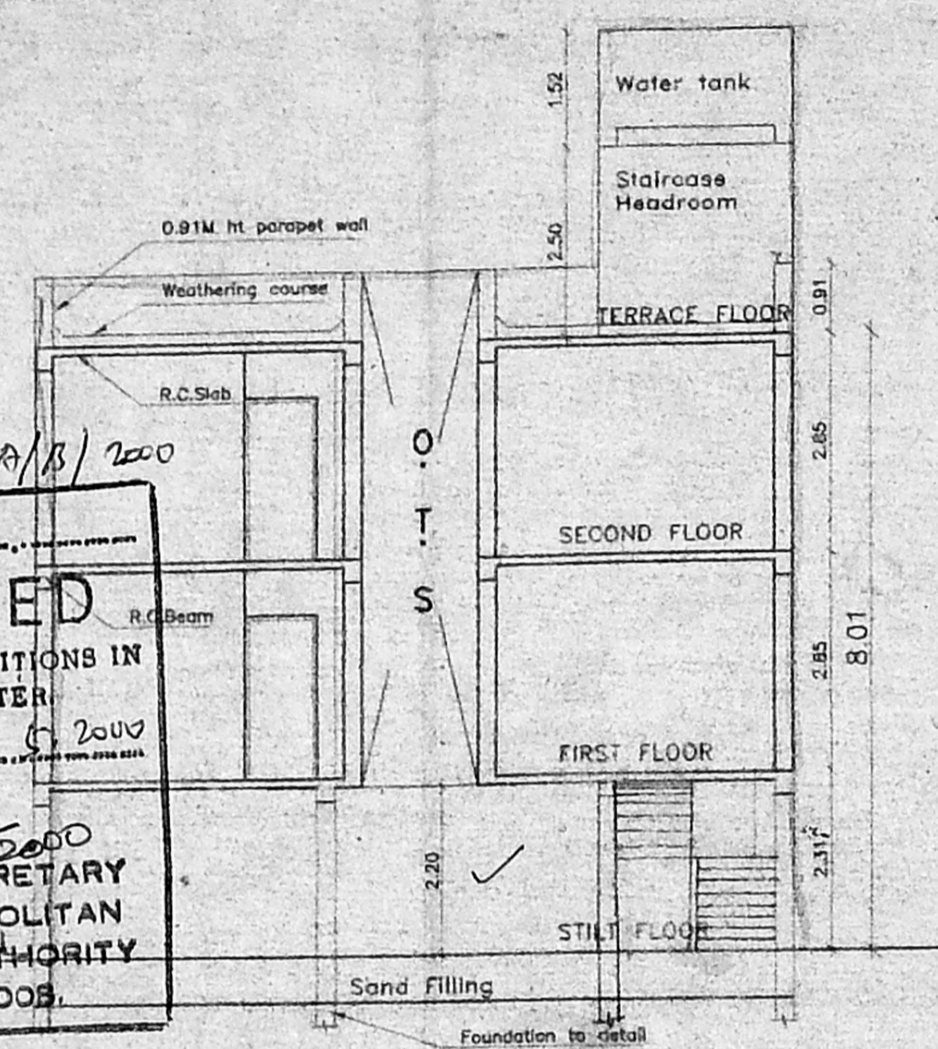 Water tank
1.52
Staircase
Headroom
2.50
0.91M ht parapet wall
Weathering course
TERRACE FLOOR
0.91
R.C.Slab
O.
T.
S
2.85
A/B/ 2000
SECOND FLOOR
ED
R.C.Beam
ITIONS IN
TER.
2000
2.85
8.01
FIRST FLOOR
2.20
2.31
RETARY
OLITAN
HORITY
STILT FLOOR
Sand Filling
008.
Foundation to detail